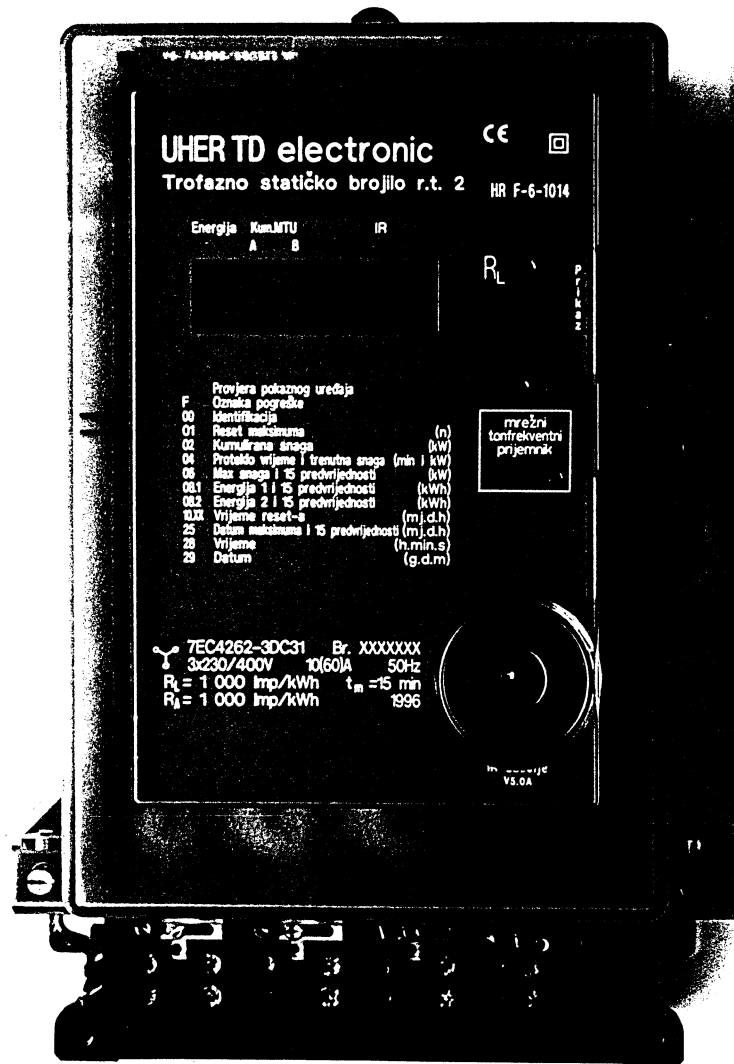 CE
UHER TD electronic
Trofazno statičko brojilo r.t. 2
HR F-6-1014
Energija Kum.MTU IR
A B
RL
Prikaz
Provjera pokaznog uređaja
F Oznaka pogreške
00 Identifikacija
01 Reset maksimuma (n)
02 Kumulirana snaga (kW)
04 Proteklo vrijeme i trenutna snaga (min i kW)
06 Max snaga i 15 predvrijednosti (kW)
08.1 Energija 1 i 15 predvrijednosti (kWh)
08.2 Energija 2 i 15 predvrijednosti (kWh)
10.XX Vrijeme reset-a (mj.d.h)
25 Datum maksimuma i 15 predvrijednosti (mj.d.h)
28 Vrijeme (h.min.s)
29 Datum (g.d.m)
mrežni
tonfrekventni
prijemnik
7EC4262-3DC31 Br. XXXXXXX
3x230/400V 10(60)A 50Hz
RL = 1 000 Imp/kWh tm =15 min
RA = 1 000 Imp/kWh 1996
V5.0A